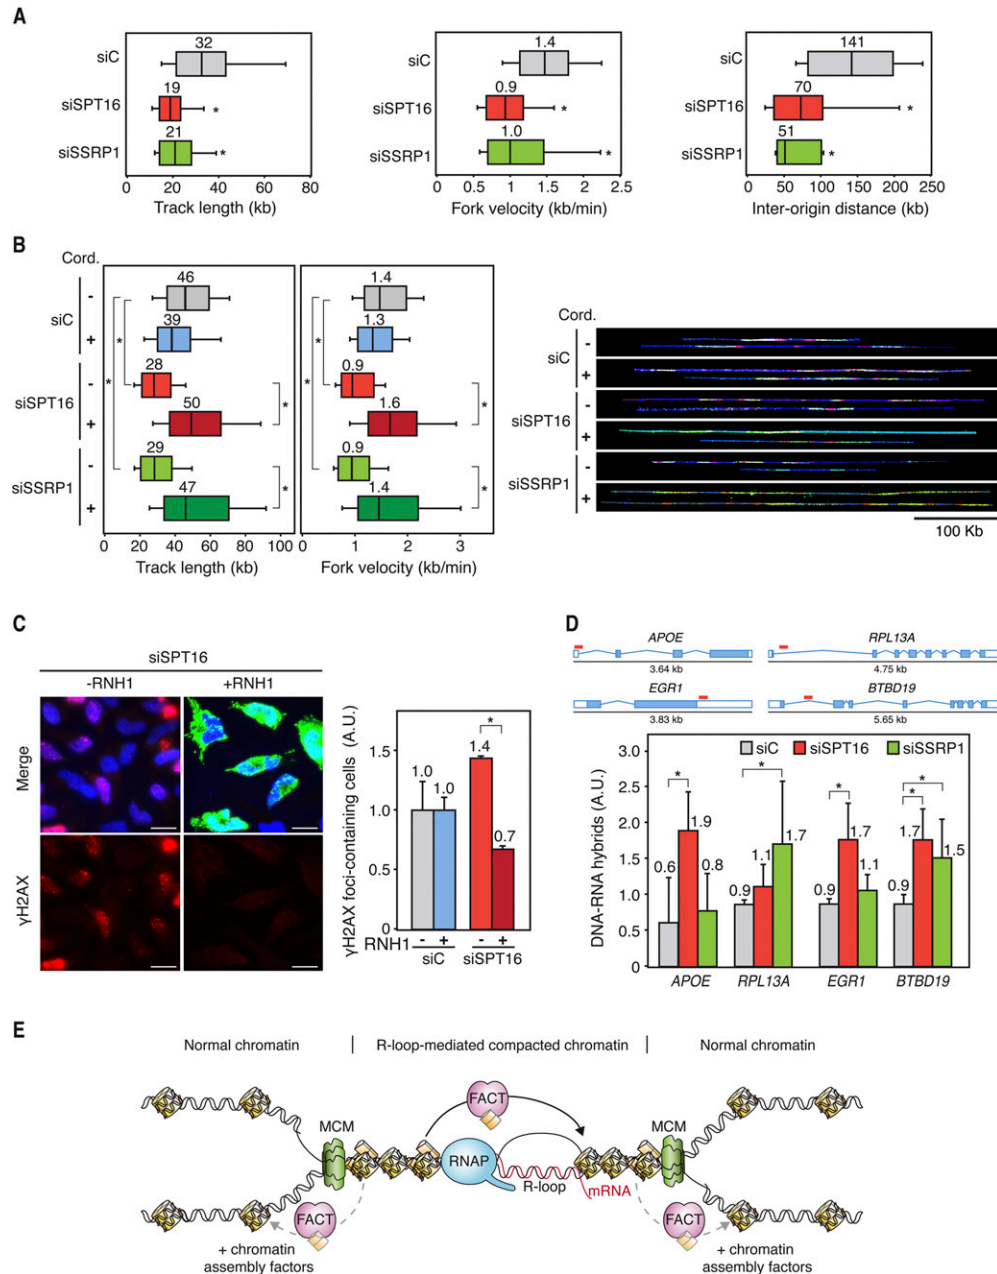 A
siC
siSPT16
siSSRP1
32
19
*
21
*
0 20 40 60 80
Track length (kb)
siC
siSPT16
siSSRP1
1.4
0.9
*
1.0
*
0 0.5 1 1.5 2 2.5
Fork velocity (kb/min)
siC
siSPT16
siSSRP1
141
70
*
51
*
0 50 100 150 200 250
Inter-origin distance (kb)
B
Cord.
siC
-
+
siSPT16
-
+
siSSRP1
-
+
46
39
28
50
29
47
*
*
*
*
0 20 40 60 80 100
Track length (kb)
1.4
1.3
0.9
1.6
0.9
1.4
*
*
*
*
0 1 2 3
Fork velocity (kb/min)
Cord.
siC
-
+
siSPT16
-
+
siSSRP1
-
+
100 Kb
C
siSPT16
-RNH1 +RNH1
Merge
γH2AX
γH2AX foci-containing cells (A.U.)
1.5
1.0
0.5
0
1.0
1.0
1.4
*
0.7
RNH1 - + - +
siC siSPT16
D
APOE
3.64 kb
RPL13A
4.75 kb
EGR1
3.83 kb
BTBD19
5.65 kb
siC siSPT16 siSSRP1
DNA-RNA hybrids (A.U.)
3.0
2.5
2.0
1.5
1.0
0.5
0
*
*
*
*
*
0.6 1.9 0.8
0.9 1.1 1.7
0.9 1.7 1.1
0.9 1.7 1.5
APOE RPL13A EGR1 BTBD19
E
Normal chromatin R-loop-mediated compacted chromatin Normal chromatin
FACT
MCM
MCM
RNAP
R-loop
mRNA
FACT
FACT
+ chromatin
assembly factors
+ chromatin
assembly factors